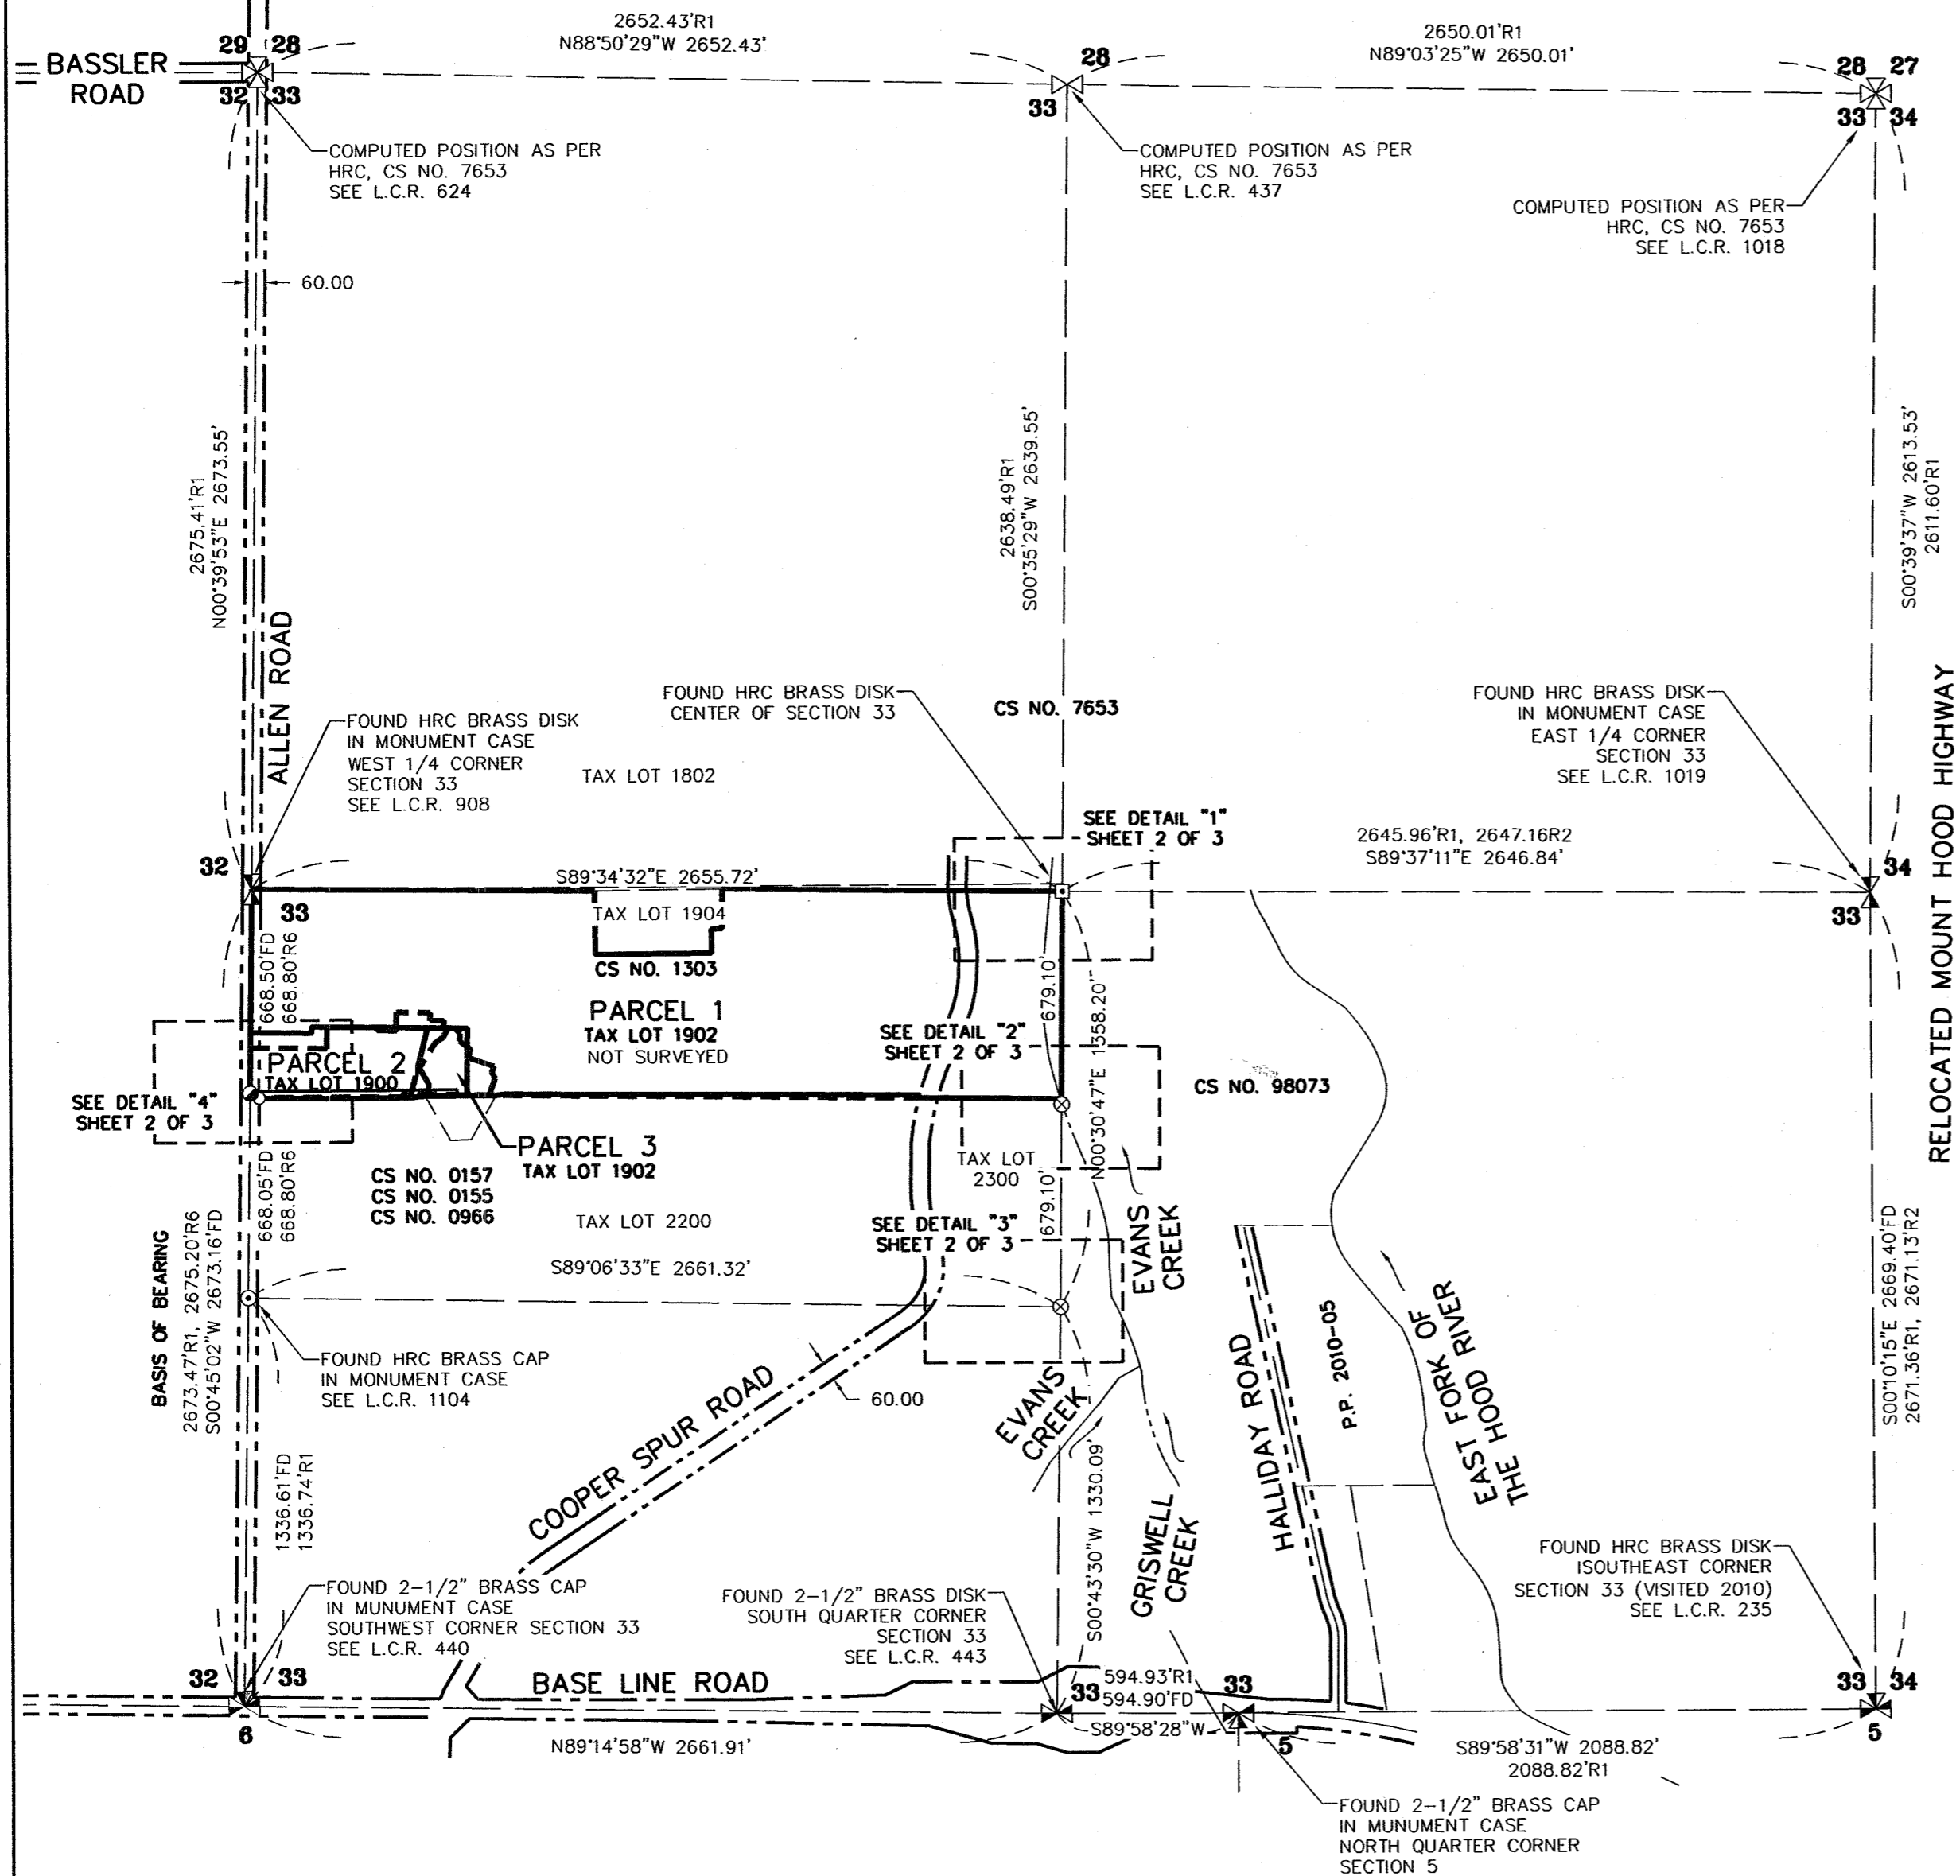 2652.43'R1
N88°50'29"W 2652.43'
2650.01'R1
N89°03'25"W 2650.01'
29 28
BASSLER
ROAD
32 33
28
33
28 27
33 34
COMPUTED POSITION AS PER
HRC, CS NO. 7653
SEE L.C.R. 624
COMPUTED POSITION AS PER
HRC, CS NO. 7653
SEE L.C.R. 437
COMPUTED POSITION AS PER
HRC, CS NO. 7653
SEE L.C.R. 1018
60.00
2675.41'R1
N00°39'53"E 2673.55'
2638.49'R1
S00°35'29"W 2639.55'
S00°39'37"W 2613.53'
2611.60'R1
ALLEN ROAD
RELOCATED MOUNT HOOD HIGHWAY
FOUND HRC BRASS DISK
IN MONUMENT CASE
WEST 1/4 CORNER
SECTION 33
SEE L.C.R. 908
TAX LOT 1802
FOUND HRC BRASS DISK
CENTER OF SECTION 33
CS NO. 7653
FOUND HRC BRASS DISK
IN MONUMENT CASE
EAST 1/4 CORNER
SECTION 33
SEE L.C.R. 1019
SEE DETAIL "1"
SHEET 2 OF 3
2645.96'R1, 2647.16R2
S89°37'11"E 2646.84'
32
33
34
33
S89°34'32"E 2655.72'
TAX LOT 1904
CS NO. 1303
668.50'FD
668.80'R6
PARCEL 1
TAX LOT 1902
NOT SURVEYED
679.10'
N00°30'47"E 1358.20'
SEE DETAIL "2"
SHEET 2 OF 3
PARCEL 2
TAX LOT 1900
SEE DETAIL "4"
SHEET 2 OF 3
CS NO. 98073
PARCEL 3
TAX LOT 1902
CS NO. 0157
CS NO. 0155
CS NO. 0966
668.05'FD
668.80'R6
TAX LOT
2300
679.10'
EVANS
CREEK
TAX LOT 2200
SEE DETAIL "3"
SHEET 2 OF 3
S89°06'33"E 2661.32'
BASIS OF BEARING
2673.47'R1, 2675.20'R6
S00°45'02"W 2673.16'FD
FOUND HRC BRASS CAP
IN MONUMENT CASE
SEE L.C.R. 1104
1336.61'FD
1336.74'R1
COOPER SPUR ROAD
60.00
EVANS
CREEK
GRISWELL
CREEK
S00°43'30"W 1330.09'
HALLIDAY ROAD
P.P. 2010-05
EAST FORK OF
THE HOOD RIVER
S00°10'15"E 2669.40'FD
2671.36'R1, 2671.13'R2
FOUND 2-1/2" BRASS CAP
IN MUNUMENT CASE
SOUTHWEST CORNER SECTION 33
SEE L.C.R. 440
FOUND 2-1/2" BRASS DISK
SOUTH QUARTER CORNER
SECTION 33
SEE L.C.R. 443
FOUND HRC BRASS DISK
ISOUTHEAST CORNER
SECTION 33 (VISITED 2010)
SEE L.C.R. 235
32 33
6
BASE LINE ROAD
N89°14'58"W 2661.91'
33
594.93'R1
594.90'FD
S89°58'28"W
33
5
S89°58'31"W 2088.82'
2088.82'R1
33 34
5
FOUND 2-1/2" BRASS CAP
IN MUNUMENT CASE
NORTH QUARTER CORNER
SECTION 5